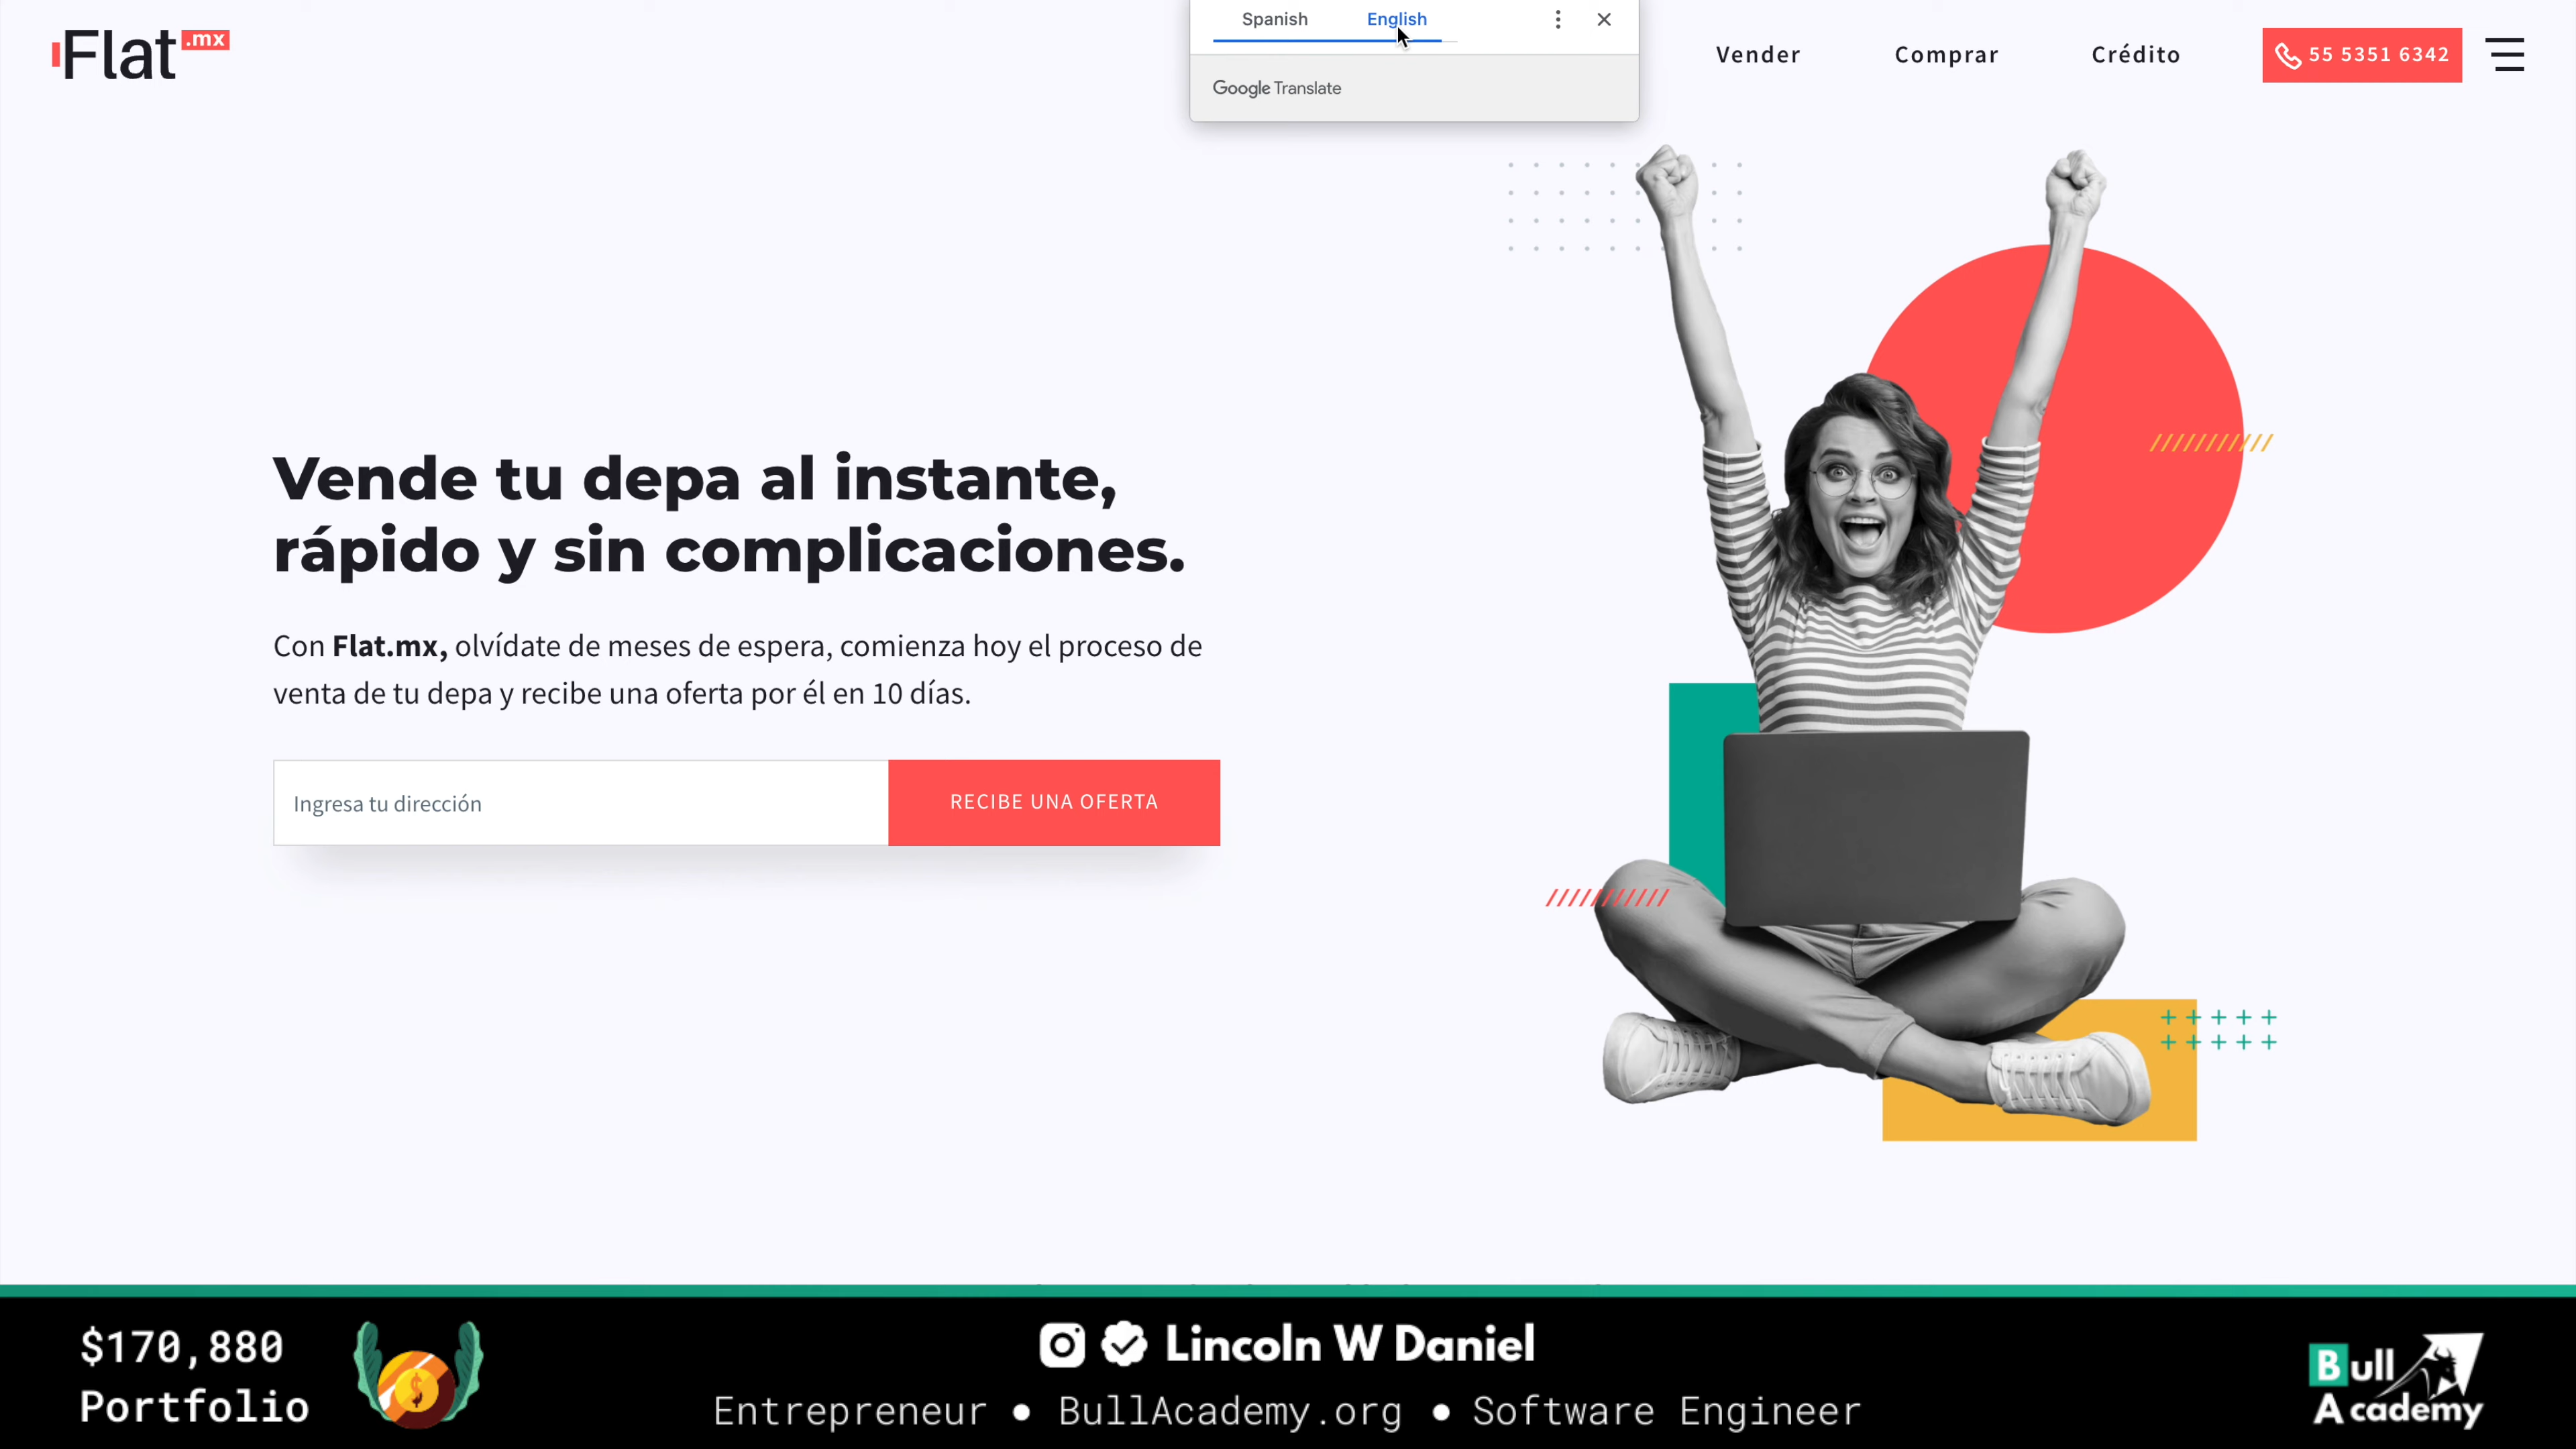 Spanish English
Google Translate
Flat .mx
Vender Comprar Crédito 55 5351 6342
Vende tu depa al instante,
rápido y sin complicaciones.
Con Flat.mx, olvídate de meses de espera, comienza hoy el proceso de
venta de tu depa y recibe una oferta por él en 10 días.
Ingresa tu dirección RECIBE UNA OFERTA
$170,880
Portfolio
Lincoln W Daniel
Entrepreneur • BullAcademy.org • Software Engineer
Bull
Academy